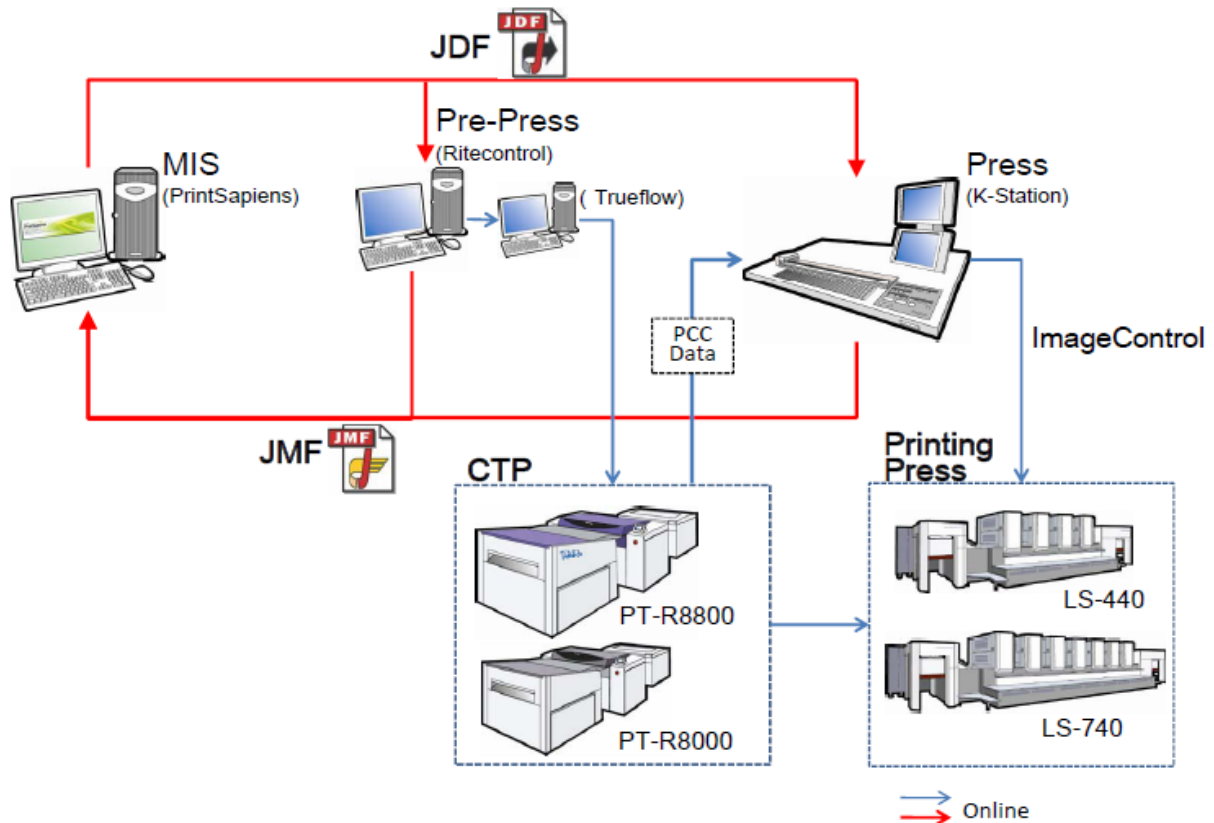 JDF
JDF
MIS
(PrintSapiens)
Pre-Press
(Ritecontrol)
( Trueflow)
Press
(K-Station)
PCC
Data
ImageControl
JMF
JMF
CTP
PT-R8800
PT-R8000
Printing
Press
LS-440
LS-740
Online